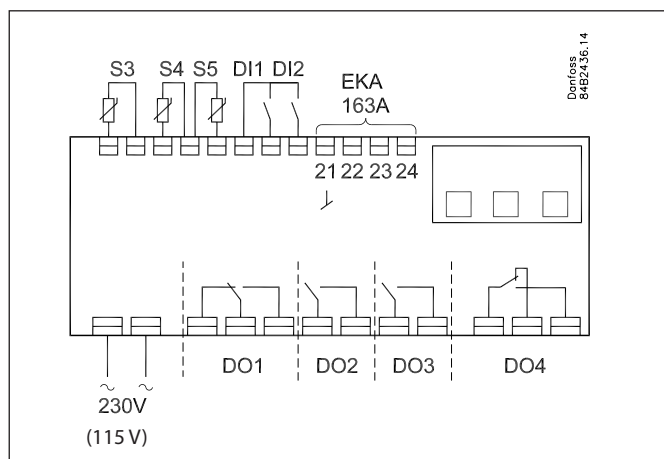 S3 S4 S5 DI1 DI2
EKA
163A
Danfoss
84B2436.14
21 22 23 24
DO1 DO2 DO3 DO4
230V
(115 V)